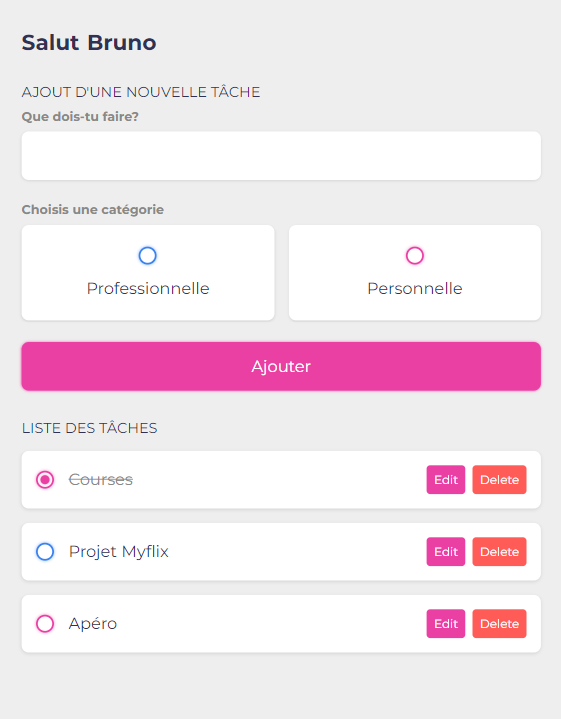 Salut Bruno
AJOUT D'UNE NOUVELLE TÂCHE
Que dois-tu faire?
Choisis une catégorie
Professionnelle
Personnelle
Ajouter
LISTE DES TÂCHES
Courses Edit Delete
Projet Myflix Edit Delete
Apéro Edit Delete